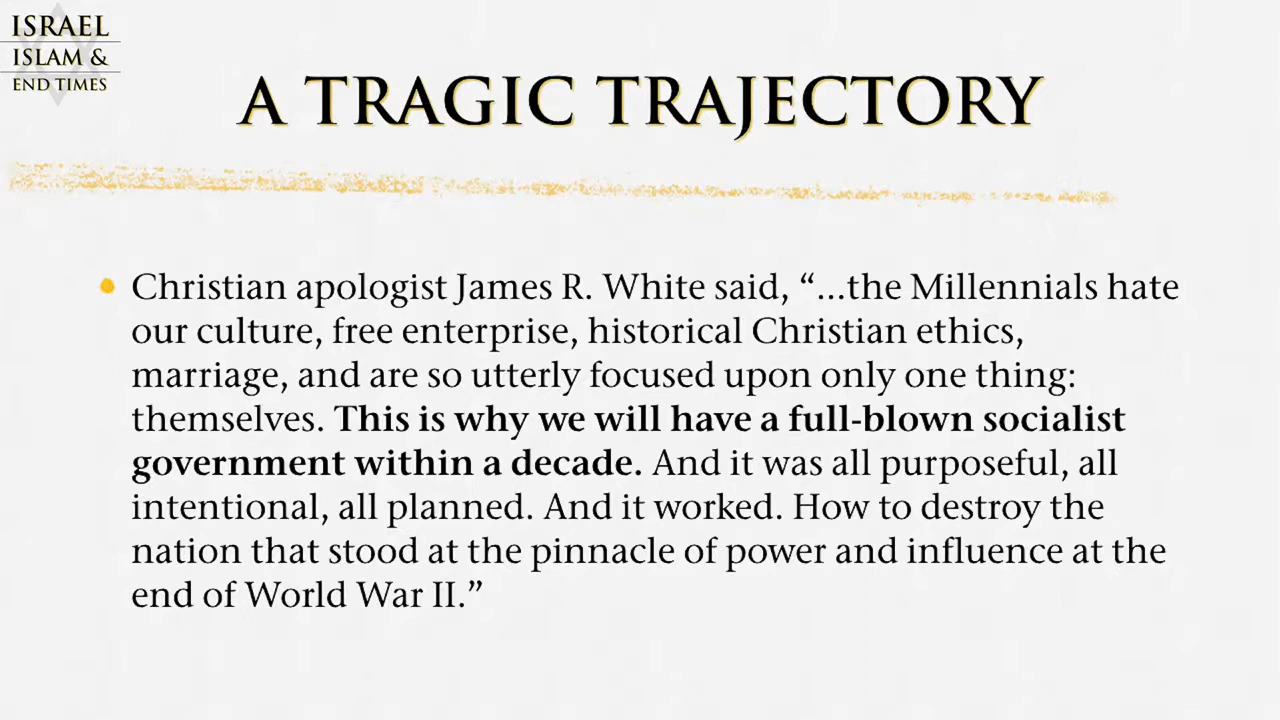 ISRAEL
ISLAM &
END TIMES
A TRAGIC TRAJECTORY
• Christian apologist James R. White said, “...the Millennials hate
our culture, free enterprise, historical Christian ethics,
marriage, and are so utterly focused upon only one thing:
themselves. This is why we will have a full-blown socialist
government within a decade. And it was all purposeful, all
intentional, all planned. And it worked. How to destroy the
nation that stood at the pinnacle of power and influence at the
end of World War II.”